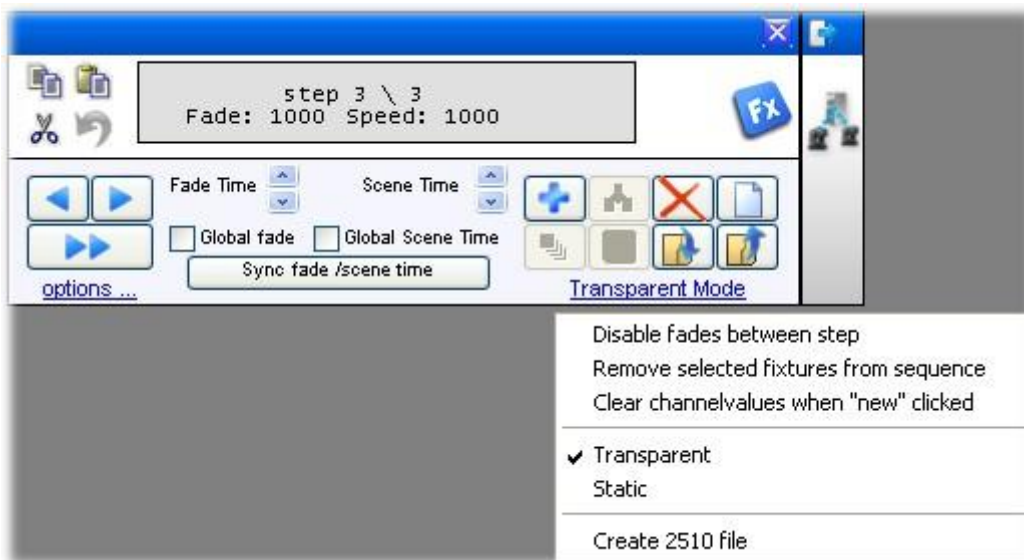 step 3 \ 3
Fade: 1000 Speed: 1000
Fx
Fade Time Scene Time
Global fade Global Scene Time
Sync fade /scene time
options ... Transparent Mode
Disable fades between step
Remove selected fixtures from sequence
Clear channelvalues when "new" clicked
Transparent
Static
Create 2510 file